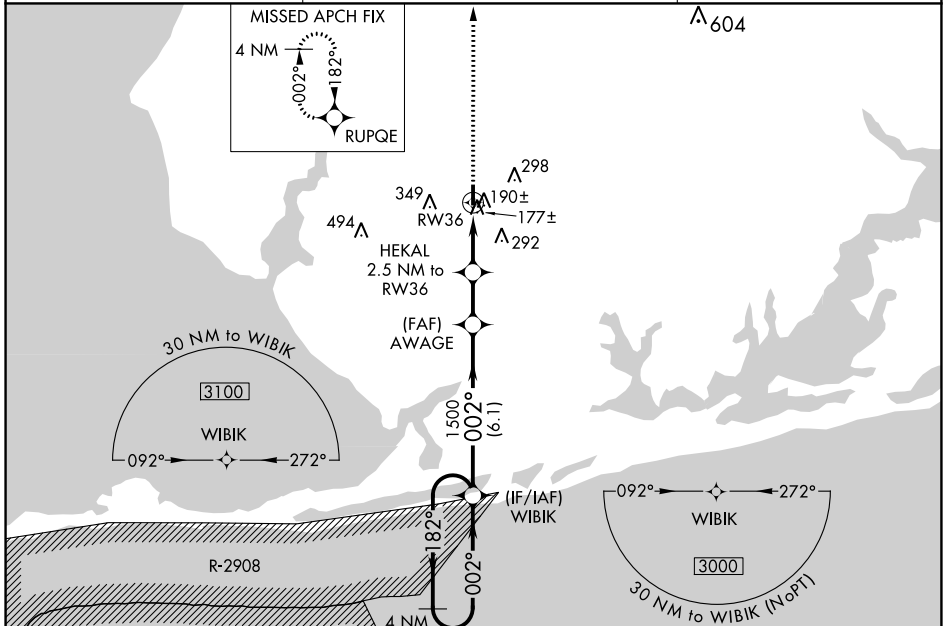 MISSED APCH FIX
4 NM
002°
182°
RUPQE
604
298
349
190±
RW36
177±
494
292
HEKAL
2.5 NM to
RW36
(FAF)
AWAGE
30 NM to WIBIK
3100
WIBIK
092°
272°
1500
002°
(6.1)
(IF/IAF)
WIBIK
182°
002°
4 NM
R-2908
092°
272°
WIBIK
3000
30 NM to WIBIK (NoPT)